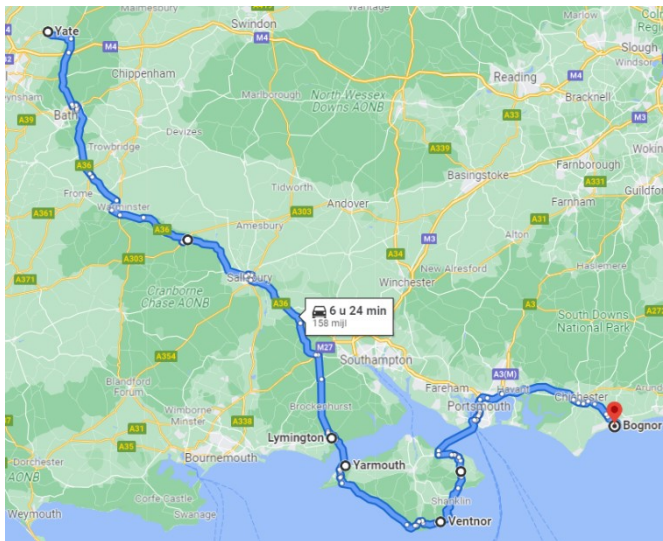 Malmesbury
Wantage
Yate
Swindon
Marlow
M4
M4
Slough
Windsor
Chippenham
Reading
M4
Marlborough
North Wessex
Downs AONB
Bracknell
A39
Bath
A33
M3
Devizes
A339
Trowbridge
A36
Farnborough
A331
Basingstoke
Guildford
Frome
Tidworth
Farnham
Warminster
Andover
A361
A303
A31
A36
Amesbury
Alton
A303
M3
A34
Haslemere
A371
New Alresford
Salisbury
Winchester
Cranborne
Chase AONB
A36
6 u 24 min
158 mijl
A3
South Downs
National Park
A272
M27
A354
Southampton
A3(M)
Blandford
Forum
Fareham
Havant
Brockenhurst
Chichester
Wimborne
Minster
A338
Portsmouth
A31
Bognor
Lymington
A35
Bournemouth
Yarmouth
Dorchester
AONB
Shanklin
Corfe Castle
Swanage
Weymouth
Ventnor